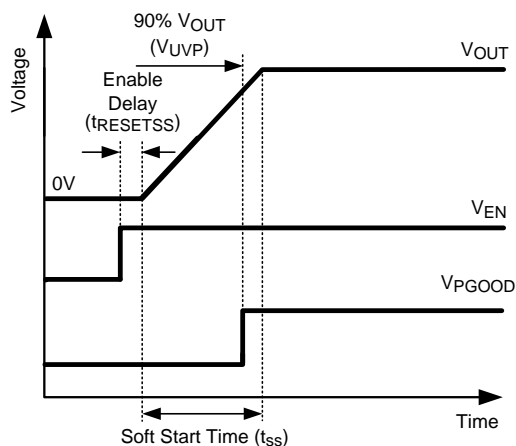 90% VOUT
(VUVP)
VOUT
Enable
Delay
(tRESETSS)
Voltage
0V
VEN
VPGOOD
Time
Soft Start Time (tss)